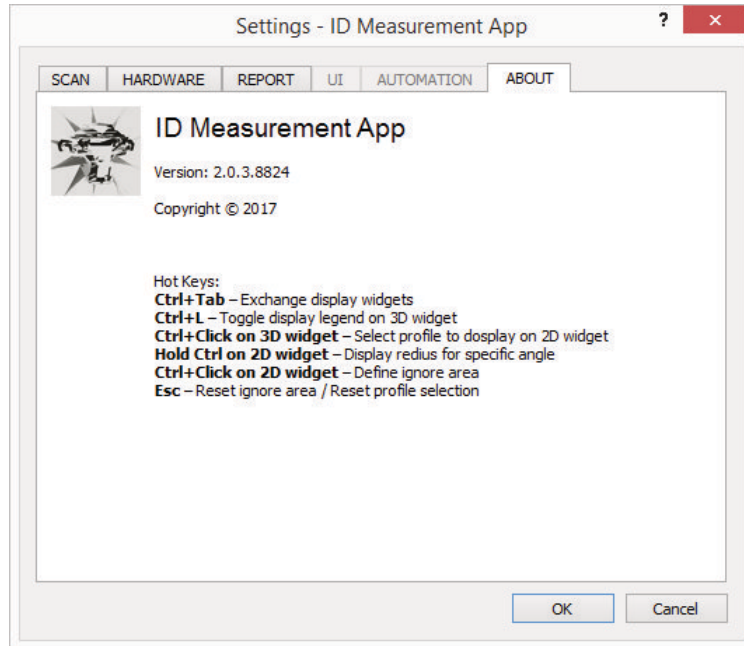 Settings - ID Measurement App ? ×
SCAN HARDWARE REPORT UI AUTOMATION ABOUT
ID Measurement App
Version: 2.0.3.8824
Copyright © 2017
Hot Keys:
Ctrl+Tab – Exchange display widgets
Ctrl+L – Toggle display legend on 3D widget
Ctrl+Click on 3D widget – Select profile to dosplay on 2D widget
Hold Ctrl on 2D widget – Display radius for specific angle
Ctrl+Click on 2D widget – Define ignore area
Esc – Reset ignore area / Reset profile selection
OK Cancel